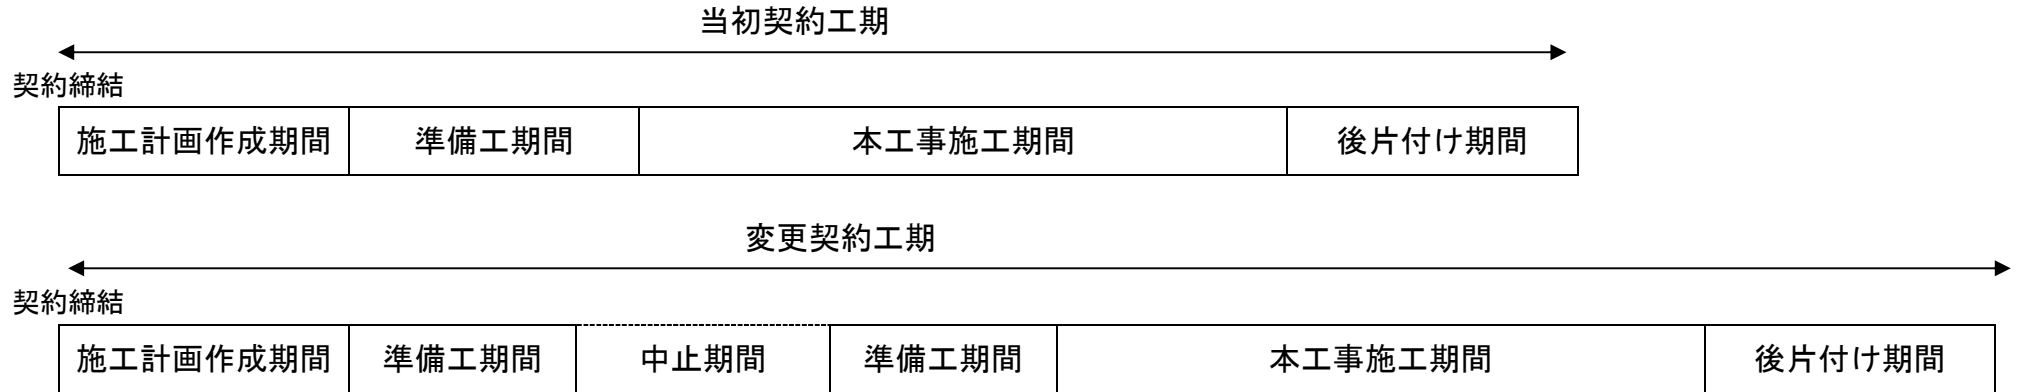 当初契約工期
契約締結
施工計画作成期間 準備工期間 本工事施工期間 後片付け期間
変更契約工期
契約締結
施工計画作成期間 準備工期間 中止期間 準備工期間 本工事施工期間 後片付け期間